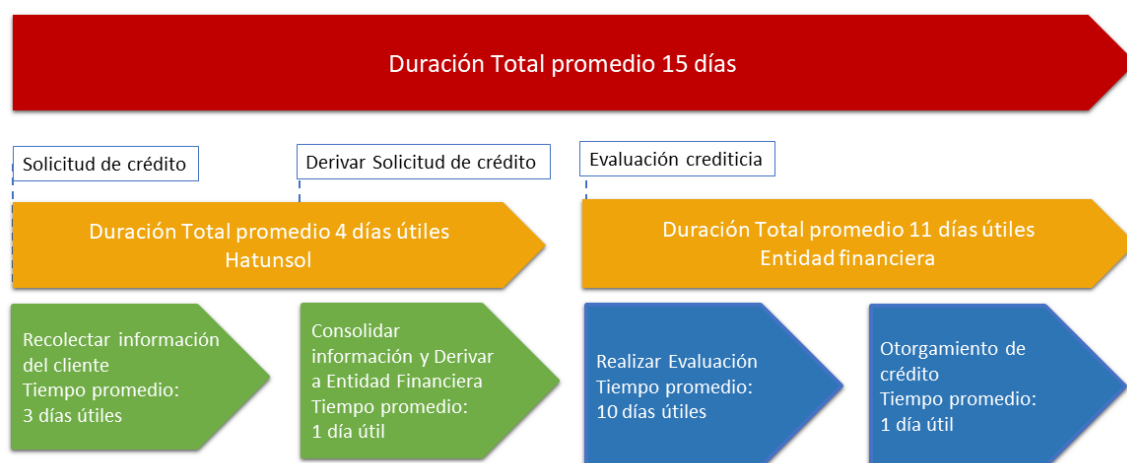 Duración Total promedio 15 días
Solicitud de crédito
Derivar Solicitud de crédito
Evaluación crediticia
Duración Total promedio 4 días útiles
Hatunsol
Duración Total promedio 11 días útiles
Entidad financiera
Recolectar información
del cliente
Tiempo promedio:
3 días útiles
Consolidar
información y Derivar
a Entidad Financiera
Tiempo promedio:
1 día útil
Realizar Evaluación
Tiempo promedio:
10 días útiles
Otorgamiento de
crédito
Tiempo promedio:
1 día útil